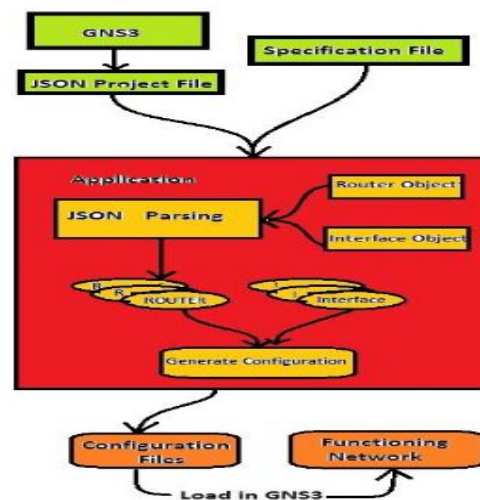 GNS3
Specification File
JSON Project File
Application
Router Object
JSON Parsing
Interface Object
R
R
ROUTER
I
I
Interface
Generate Configuration
Configuration
Files
Functioning
Network
Load in GNS3